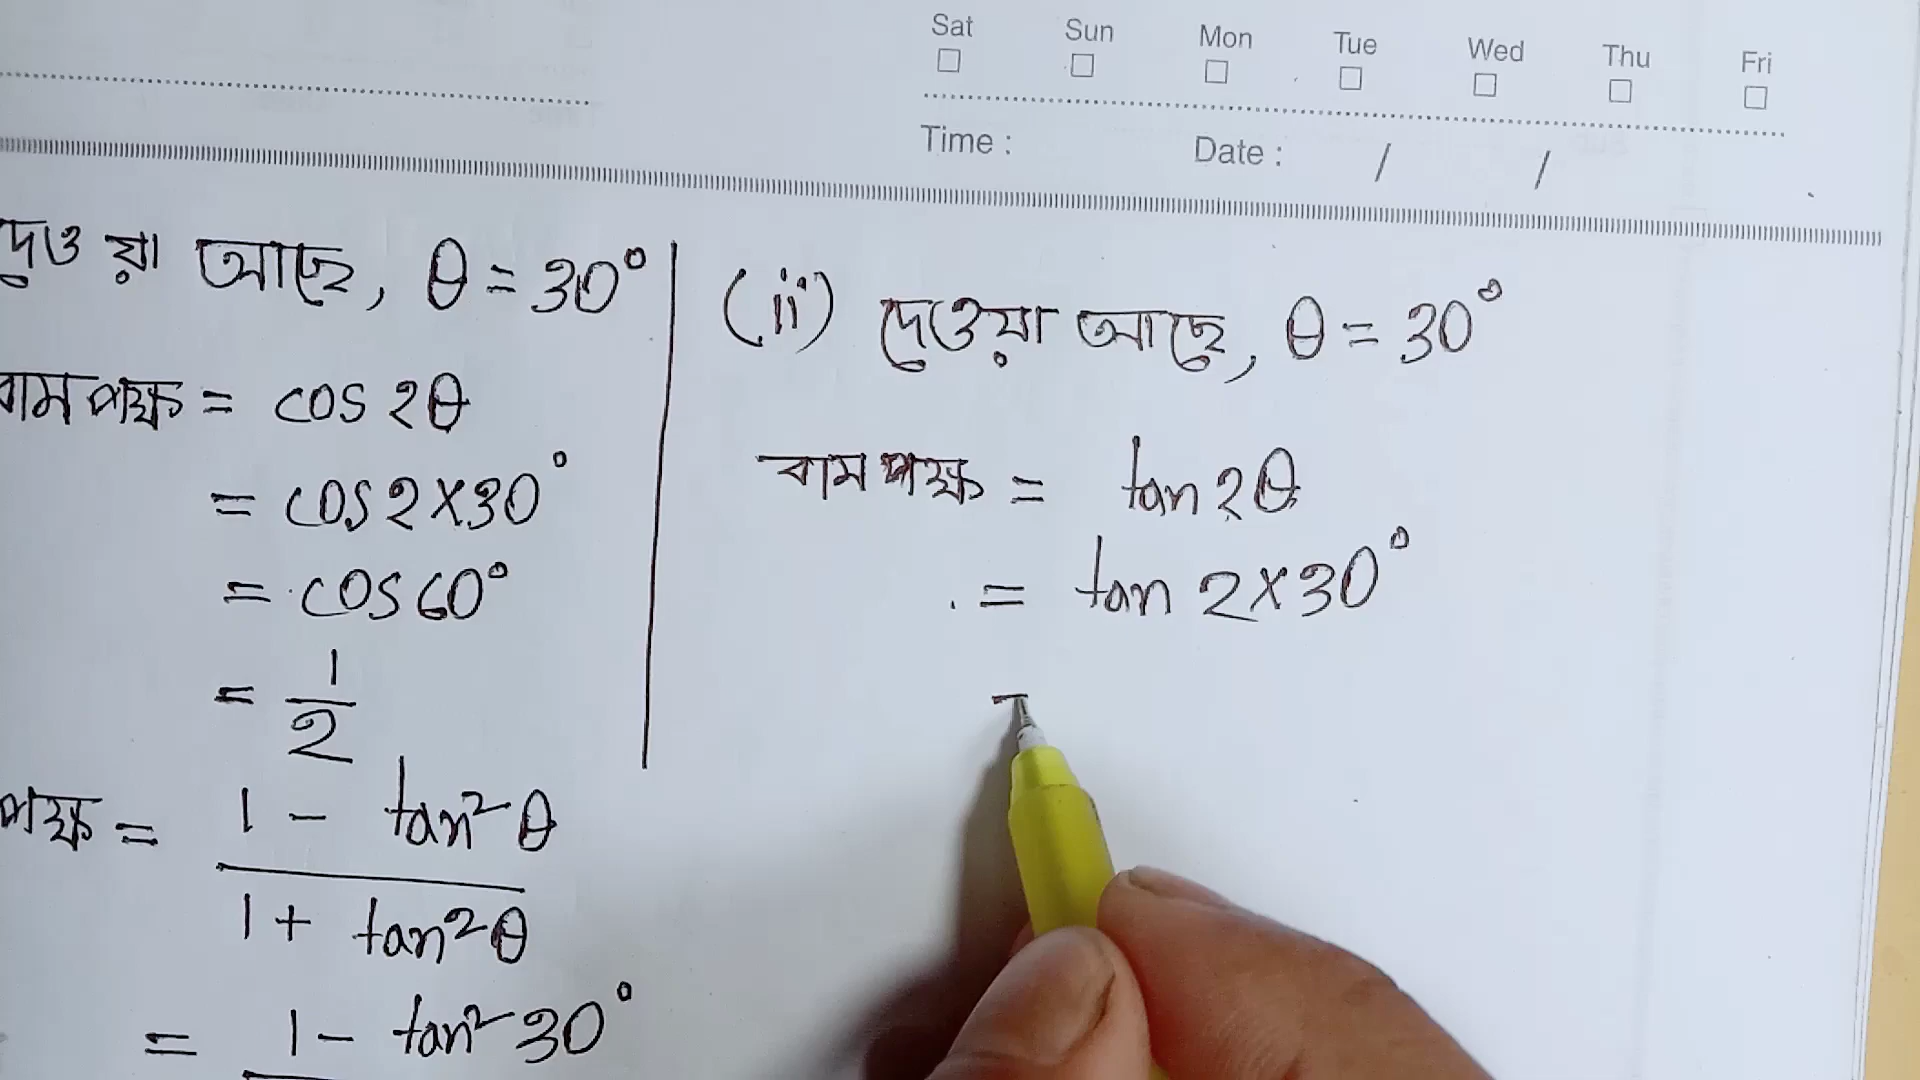 Sat Sun Mon Tue Wed Thu Fri
Time : Date : / /
দেওয়া আছে, θ = 30°
বামপক্ষ = cos 2θ
= cos 2×30°
= cos 60°
= 1/2
পক্ষ = 1 - tan²θ
1 + tan²θ
= 1 - tan² 30°
(ii) দেওয়া আছে, θ = 30°
বামপক্ষ = tan 2θ
= tan 2×30°